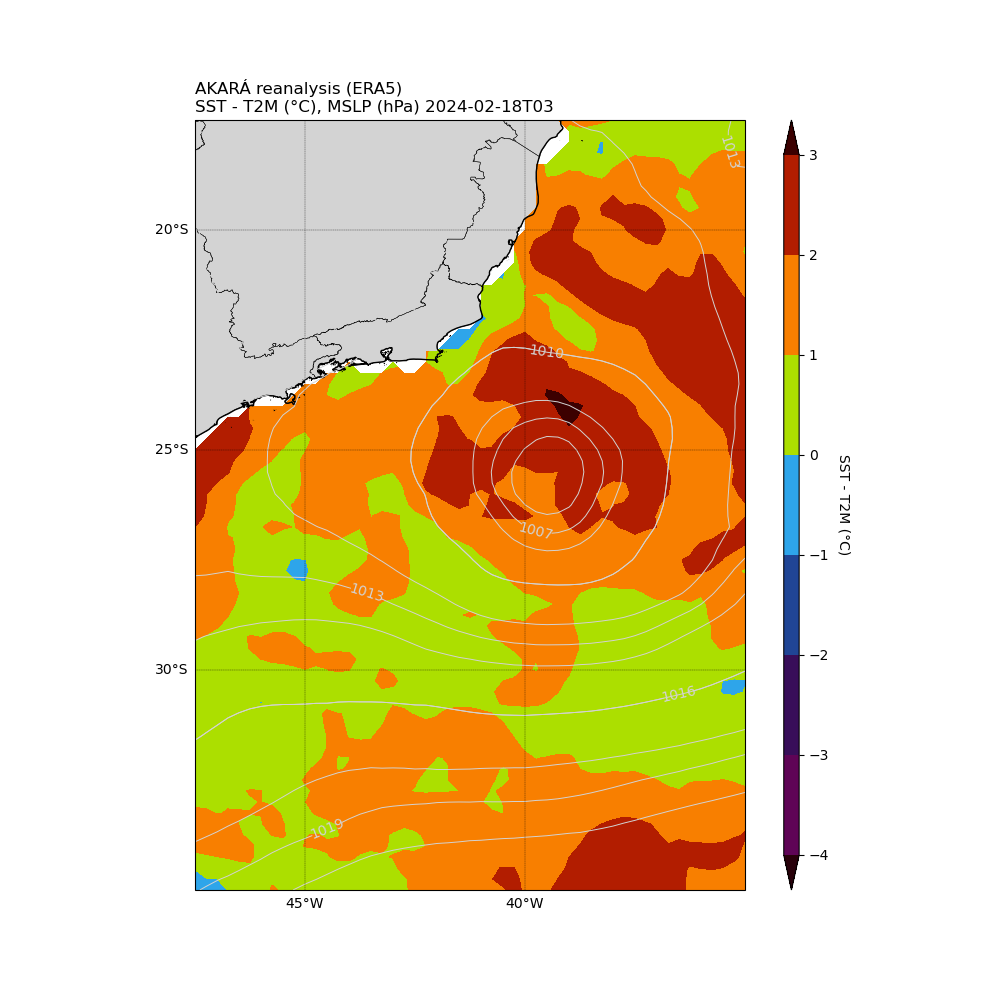 AKARÁ reanalysis (ERA5)
SST - T2M (°C), MSLP (hPa) 2024-02-18T03
1013
3
20°S
2
1010
1
25°S
0
SST - T2M (°C)
1007
−1
1013
−2
30°S
1016
−3
1019
−4
45°W
40°W